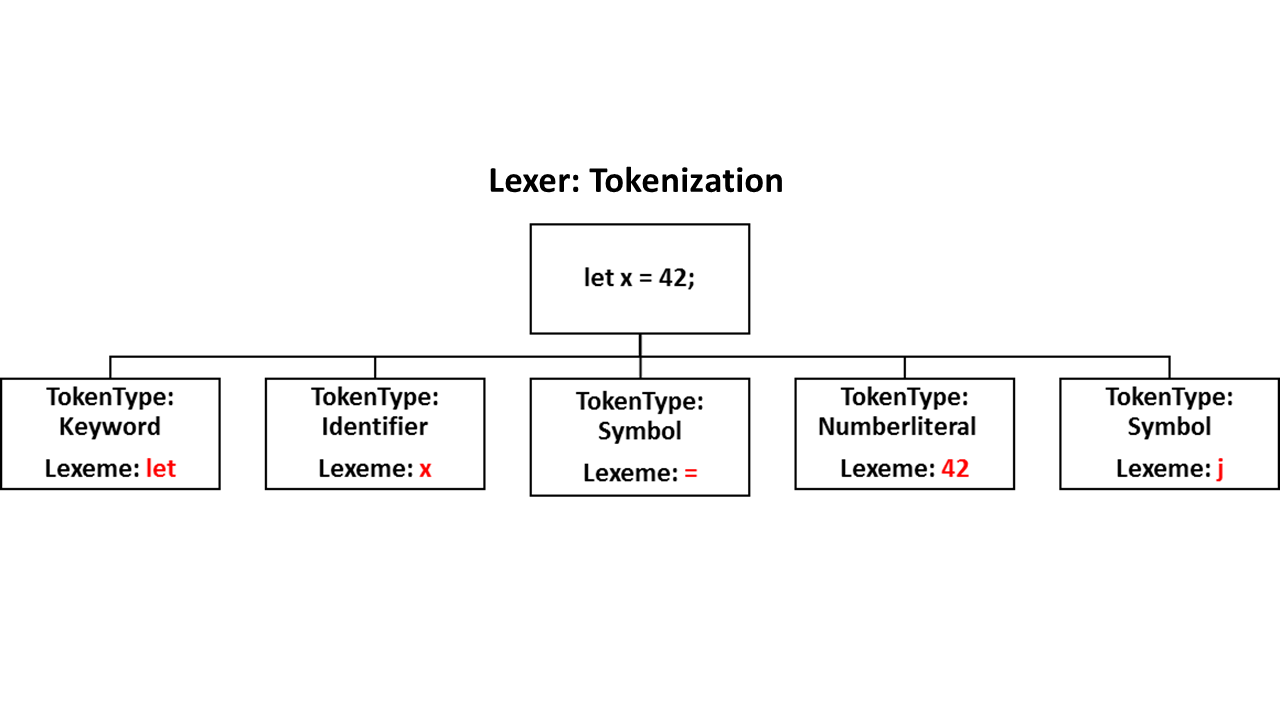 Lexer: Tokenization
let x = 42;
TokenType:
Keyword
Lexeme: let
TokenType:
Identifier
Lexeme: x
TokenType:
Symbol
Lexeme: =
TokenType:
Numberliteral
Lexeme: 42
TokenType:
Symbol
Lexeme: j